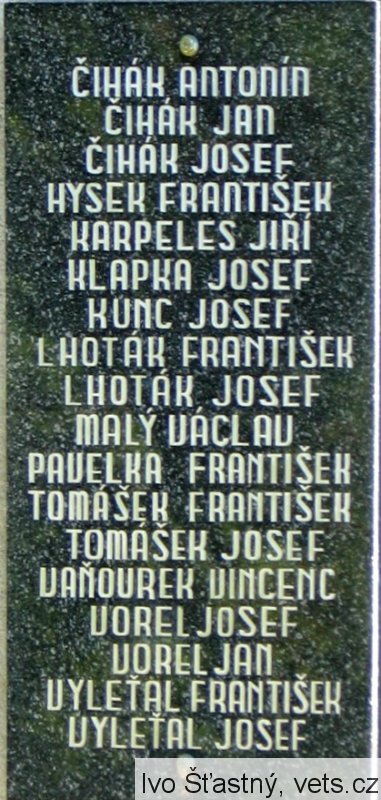 ČIHÁK ANTONÍN
ČIHÁK JAN
ČIHÁK JOSEF
HYSEK FRANTIŠEK
KARPELES JIŘÍ
KLAPKA JOSEF
KUNC JOSEF
LHOTÁK FRANTIŠEK
LHOTÁK JOSEF
MALÝ VÁCLAV
PAVELKA FRANTIŠEK
TOMÁŠEK FRANTIŠEK
TOMÁŠEK JOSEF
VAŇOUREK VINCENC
VOREL JOSEF
VOREL JAN
VYLEŤAL FRANTIŠEK
VYLEŤAL JOSEF
Ivo Šťastný, vets.cz